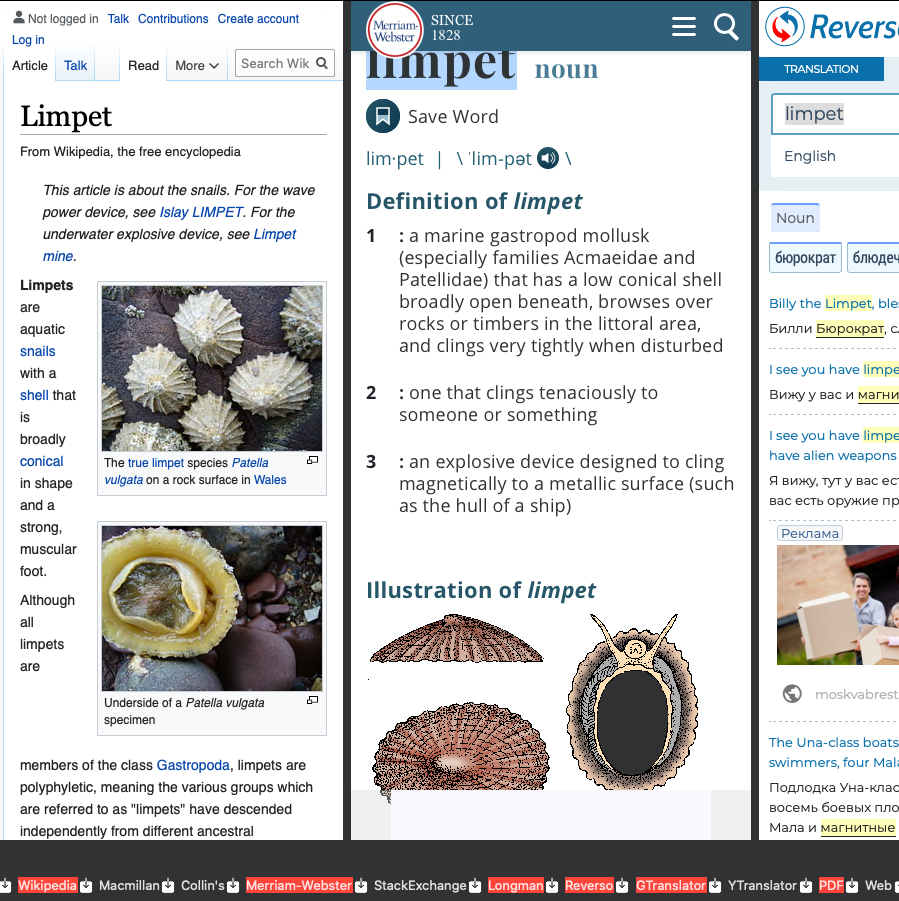 Not logged in Talk Contributions Create account
Log in
Article Talk Read More Search Wik
Limpet
From Wikipedia, the free encyclopedia
This article is about the snails. For the wave
power device, see Islay LIMPET. For the
underwater explosive device, see Limpet
mine.
Limpets
are
aquatic
snails
with a
shell that
is
broadly
conical
in shape
and a
strong,
muscular
foot.
The true limpet species Patella
vulgata on a rock surface in Wales
Although
all
limpets
are
Underside of a Patella vulgata
specimen
members of the class Gastropoda, limpets are
polyphyletic, meaning the various groups which
are referred to as "limpets" have descended
independently from different ancestral
Merriam-
Webster
SINCE
1828
limpet noun
Save Word
lim·pet | \ ˈlim-pət \
Definition of limpet
1 : a marine gastropod mollusk
(especially families Acmaeidae and
Patellidae) that has a low conical shell
broadly open beneath, browses over
rocks or timbers in the littoral area,
and clings very tightly when disturbed
2 : one that clings tenaciously to
someone or something
3 : an explosive device designed to cling
magnetically to a metallic surface (such
as the hull of a ship)
Illustration of limpet
Revers
TRANSLATION
limpet
English
Noun
бюрократ блюдеч
Billy the Limpet, ble
Билли Бюрократ, с
I see you have limpe
Вижу у вас и магни
I see you have limpe
have alien weapons
Я вижу, тут у вас ест
вас есть оружие пр
Реклама
moskvabrest
The Una-class boats
swimmers, four Mala
Подлодка Уна-клас
восемь боевых пло
Мала и магнитные
Wikipedia Macmillan Collin's Merriam-Webster StackExchange Longman Reverso GTranslator YTranslator PDF Web